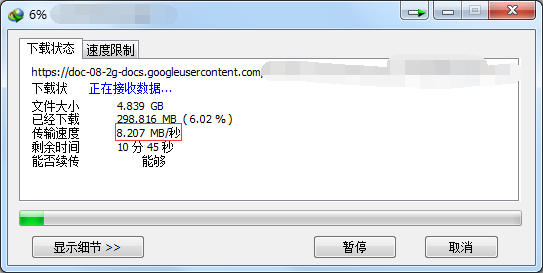 6%
下载状态 速度限制
https://doc-08-2g-docs.googleusercontent.com
下载状 正在接收数据...
文件大小 4.839 GB
已经下载 298.816 MB ( 6.02 % )
传输速度 8.207 MB/秒
剩余时间 10 分 45 秒
能否续传 能够
显示细节 >> 暂停 取消